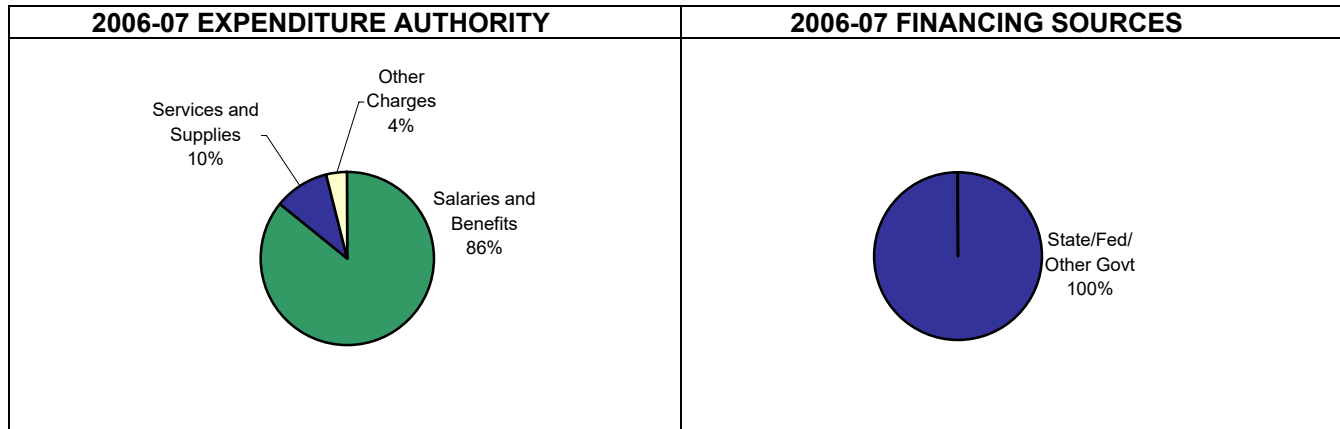 2006-07 EXPENDITURE AUTHORITY
Other
Charges
4%
Services and
Supplies
10%
Salaries and
Benefits
86%
2006-07 FINANCING SOURCES
State/Fed/
Other Govt
100%